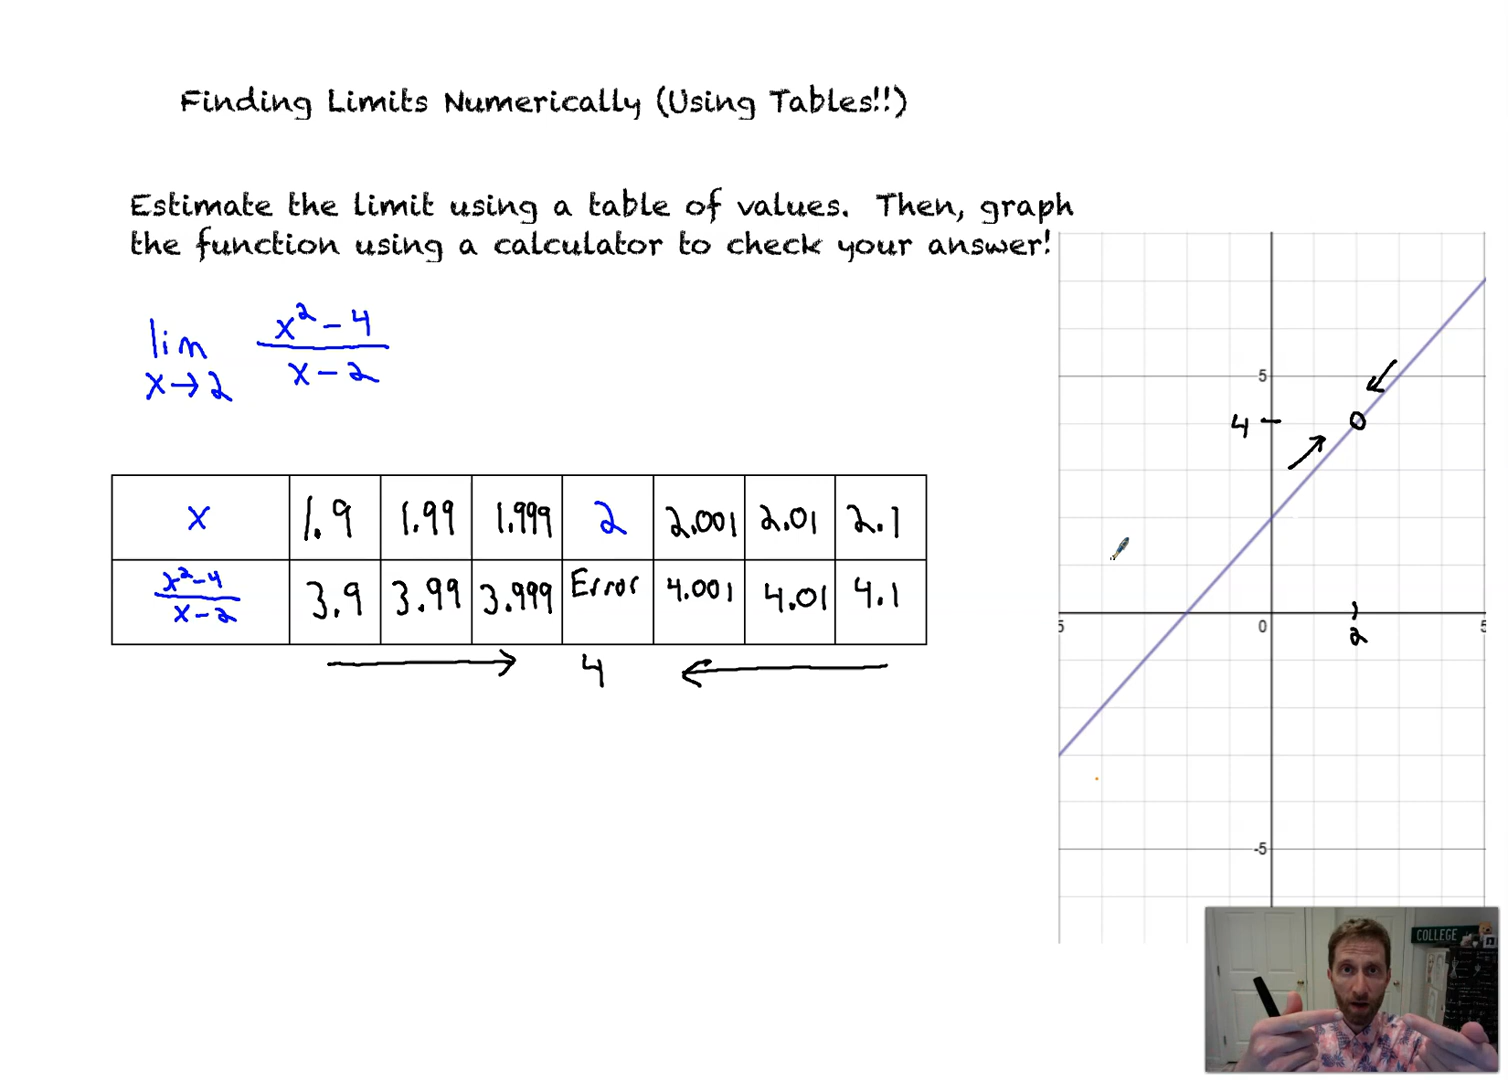 Finding Limits Numerically (Using Tables!!)
Estimate the limit using a table of values. Then, graph
the function using a calculator to check your answer!
lim x→2 (x²-4)/(x-2)
x 1.9 1.99 1.999 2 2.001 2.01 2.1
(x²-4)/(x-2) 3.9 3.99 3.999 Error 4.001 4.01 4.1
4
5
4
5 0 5
2
-5
COLLEGE